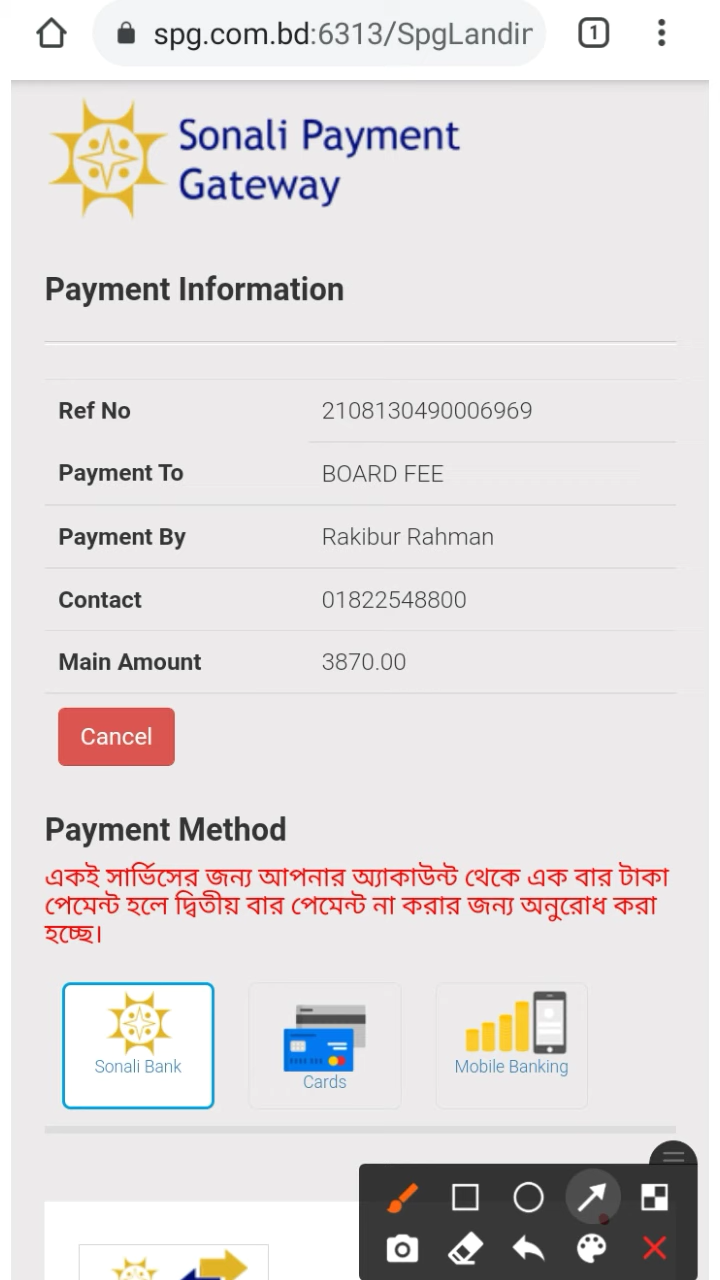 spg.com.bd:6313/SpgLandir
1
Sonali Payment
Gateway
Payment Information
Ref No 2108130490006969
Payment To BOARD FEE
Payment By Rakibur Rahman
Contact 01822548800
Main Amount 3870.00
Cancel
Payment Method
একই সার্ভিসের জন্য আপনার অ্যাকাউন্ট থেকে এক বার টাকা
পেমেন্ট হলে দ্বিতীয় বার পেমেন্ট না করার জন্য অনুরোধ করা
হচ্ছে।
Sonali Bank
Cards
Mobile Banking